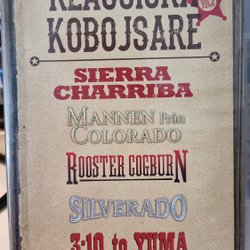 KLASSISKA
KOBOJSARE
SIERRA
CHARRIBA
MANNEN Från
COLORADO
ROOSTER COGBURN
SILVERADO
3:10 to YUMA